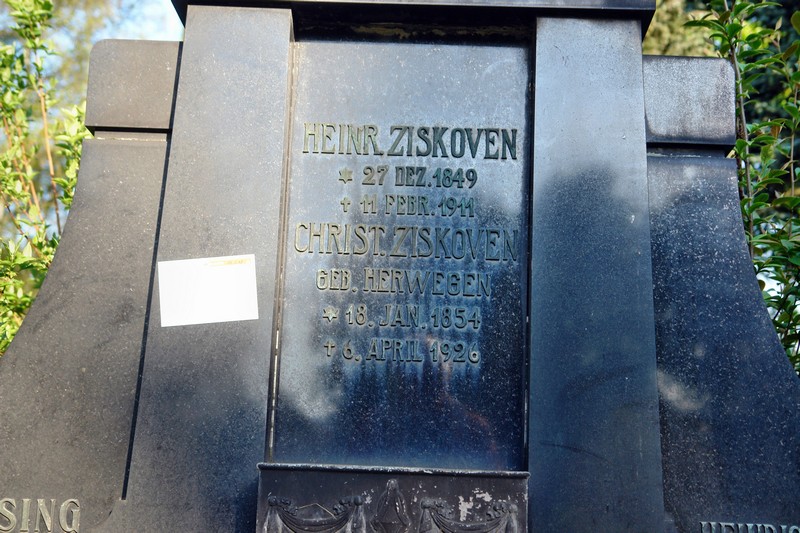 HEINR. ZISKOVEN
* 27 DEZ. 1849
† 11 FEBR. 1911
CHRIST. ZISKOVEN
GEB. HERWEGEN
* 18. JAN. 1854
† 6. APRIL 1926
SING
HEINRIC